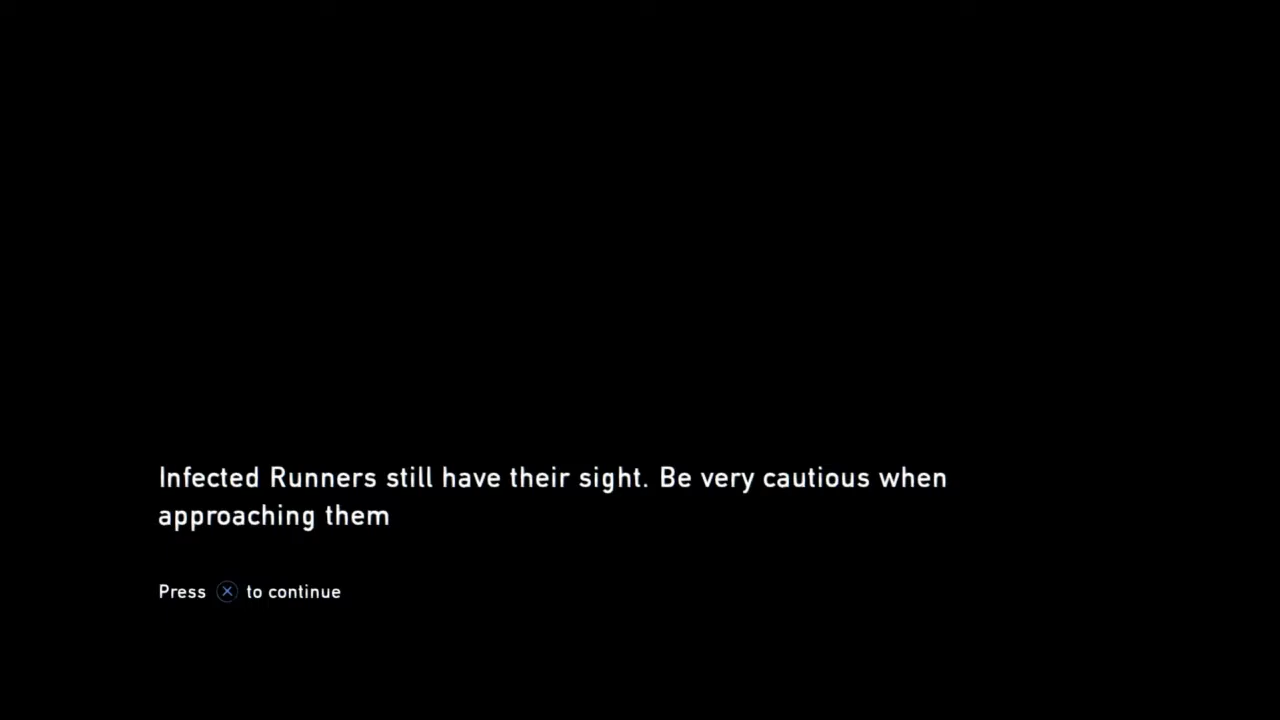 Infected Runners still have their sight. Be very cautious when
approaching them
Press ⓧ to continue